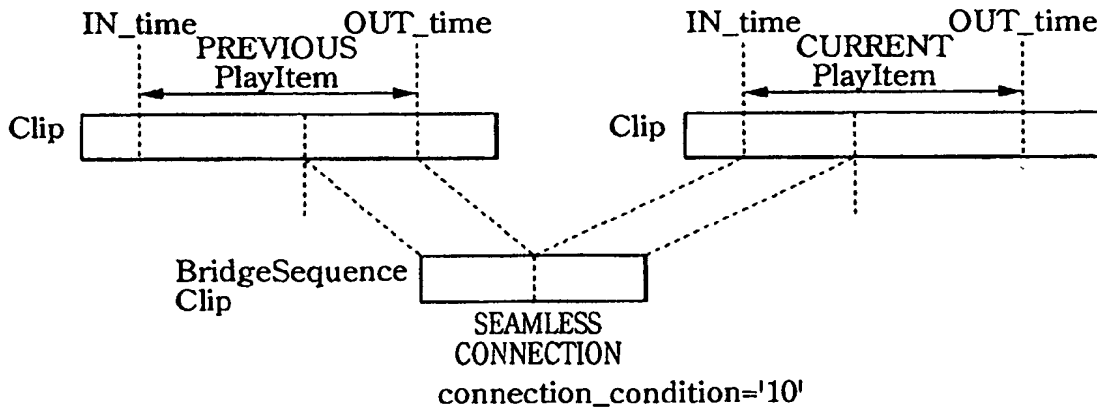 IN_time OUT_time IN_time OUT_time
PREVIOUS CURRENT
PlayItem PlayItem
Clip Clip
BridgeSequence
Clip
SEAMLESS
CONNECTION
connection_condition='10'